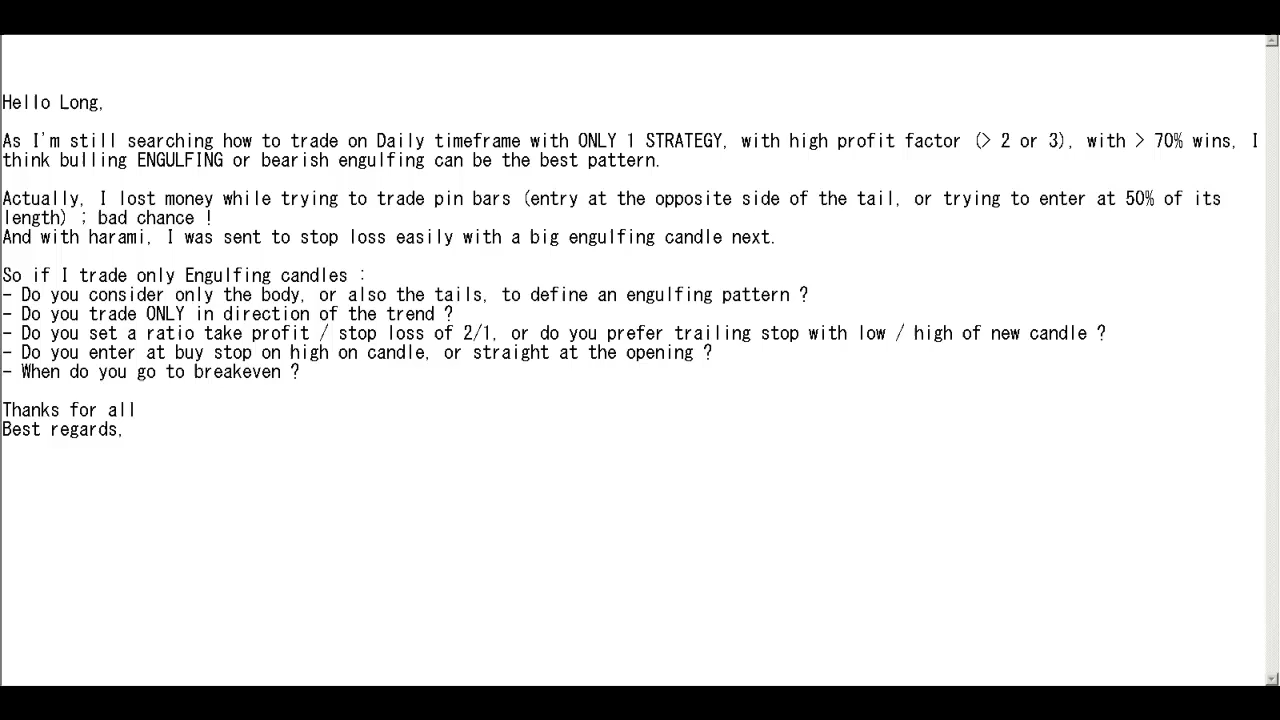 Hello Long,
As I'm still searching how to trade on Daily timeframe with ONLY 1 STRATEGY, with high profit factor (> 2 or 3), with > 70% wins, I
think bulling ENGULFING or bearish engulfing can be the best pattern.
Actually, I lost money while trying to trade pin bars (entry at the opposite side of the tail, or trying to enter at 50% of its
length) ; bad chance !
And with harami, I was sent to stop loss easily with a big engulfing candle next.
So if I trade only Engulfing candles :
- Do you consider only the body, or also the tails, to define an engulfing pattern ?
- Do you trade ONLY in direction of the trend ?
- Do you set a ratio take profit / stop loss of 2/1, or do you prefer trailing stop with low / high of new candle ?
- Do you enter at buy stop on high on candle, or straight at the opening ?
- When do you go to breakeven ?
Thanks for all
Best regards,